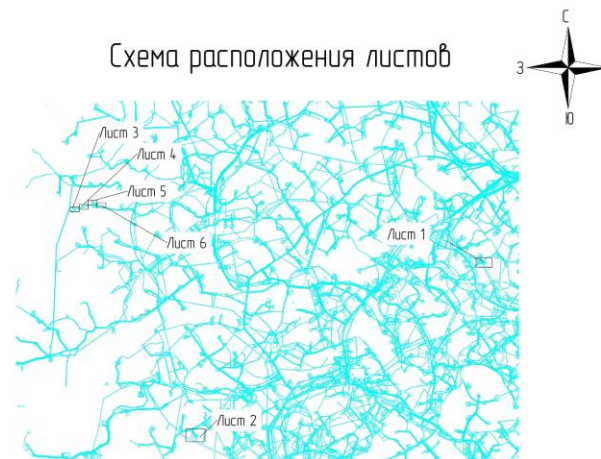 С
Схема расположения листов
З
Ю
Лист 3
Лист 4
Лист 5
Лист 6
Лист 1
Лист 2